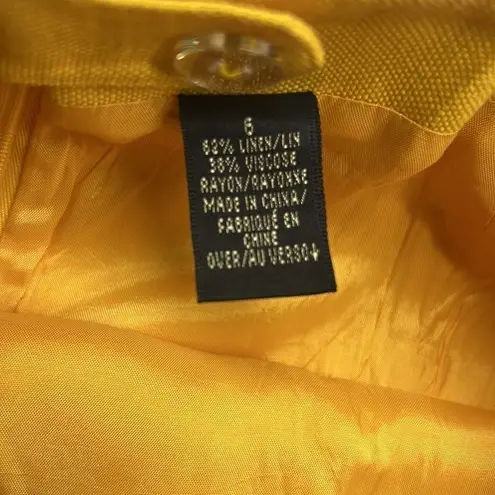 6
62% LINEN/LIN
38% VISCOSE
RAYON/RAYONNE
MADE IN CHINA/
FABRIQUÉ EN
CHINE
OVER/AU VERSO↓